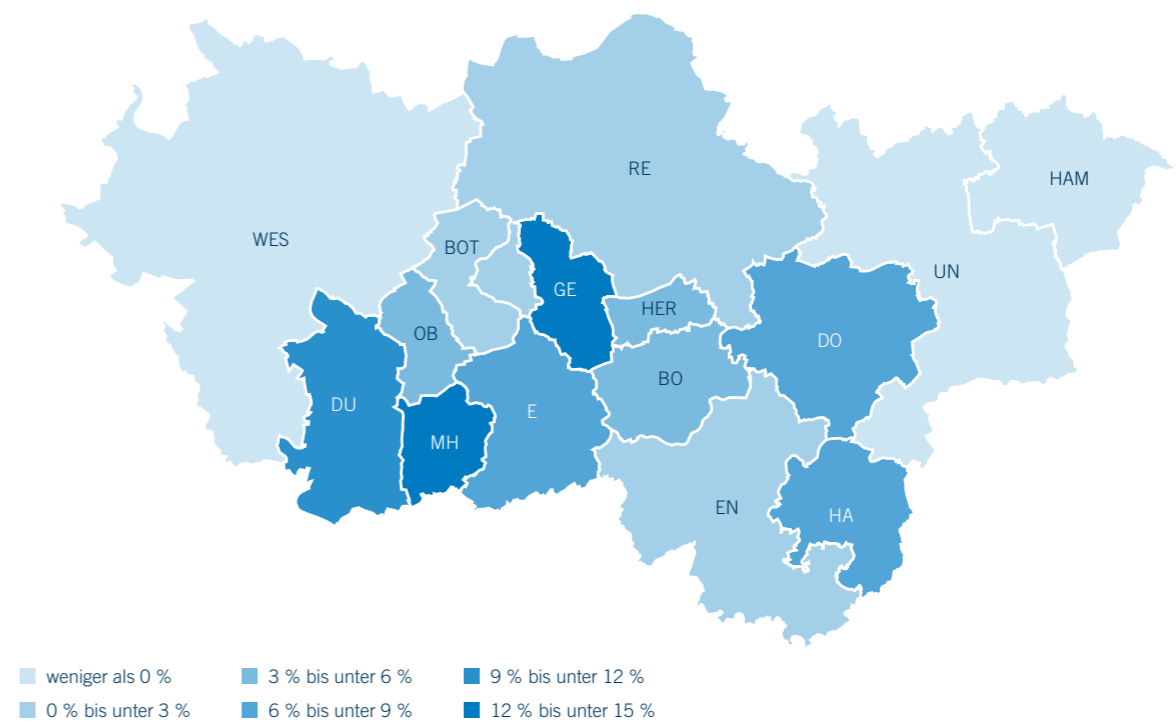 RE
HAM
WES
BOT
UN
GE
HER
OB
DO
BO
DU
E
MH
EN
HA
weniger als 0 %
3 % bis unter 6 %
9 % bis unter 12 %
0 % bis unter 3 %
6 % bis unter 9 %
12 % bis unter 15 %